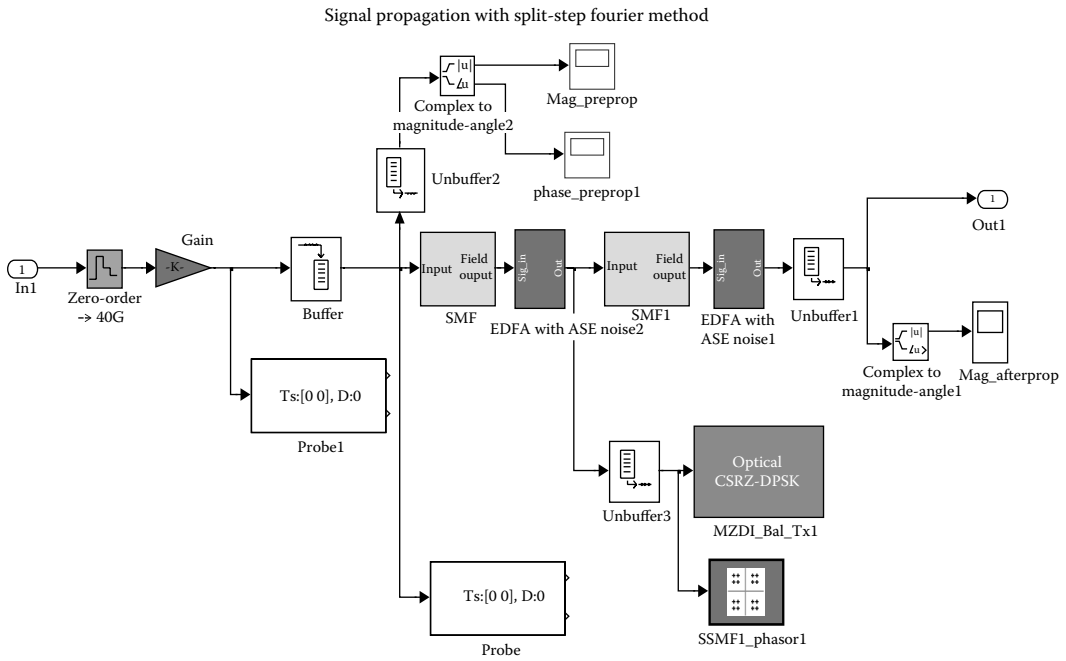 Signal propagation with split-step fourier method
|u|
∠u
Complex to
magnitude-angle2
Mag_preprop
Unbuffer2
phase_preprop1
1
In1
Zero-order
-> 40G
Gain
-K-
Buffer
Input
Field
ouput
SMF
Sig_in
Out
EDFA with ASE noise2
Input
Field
ouput
SMF1
Sig_in
Out
EDFA with
ASE noise1
Unbuffer1
1
Out1
|u|
∠u
Complex to
magnitude-angle1
Mag_afterprop
Ts:[0 0], D:0
Probe1
Unbuffer3
Optical
CSRZ-DPSK
MZDI_Bal_Tx1
Ts:[0 0], D:0
Probe
SSMF1_phasor1